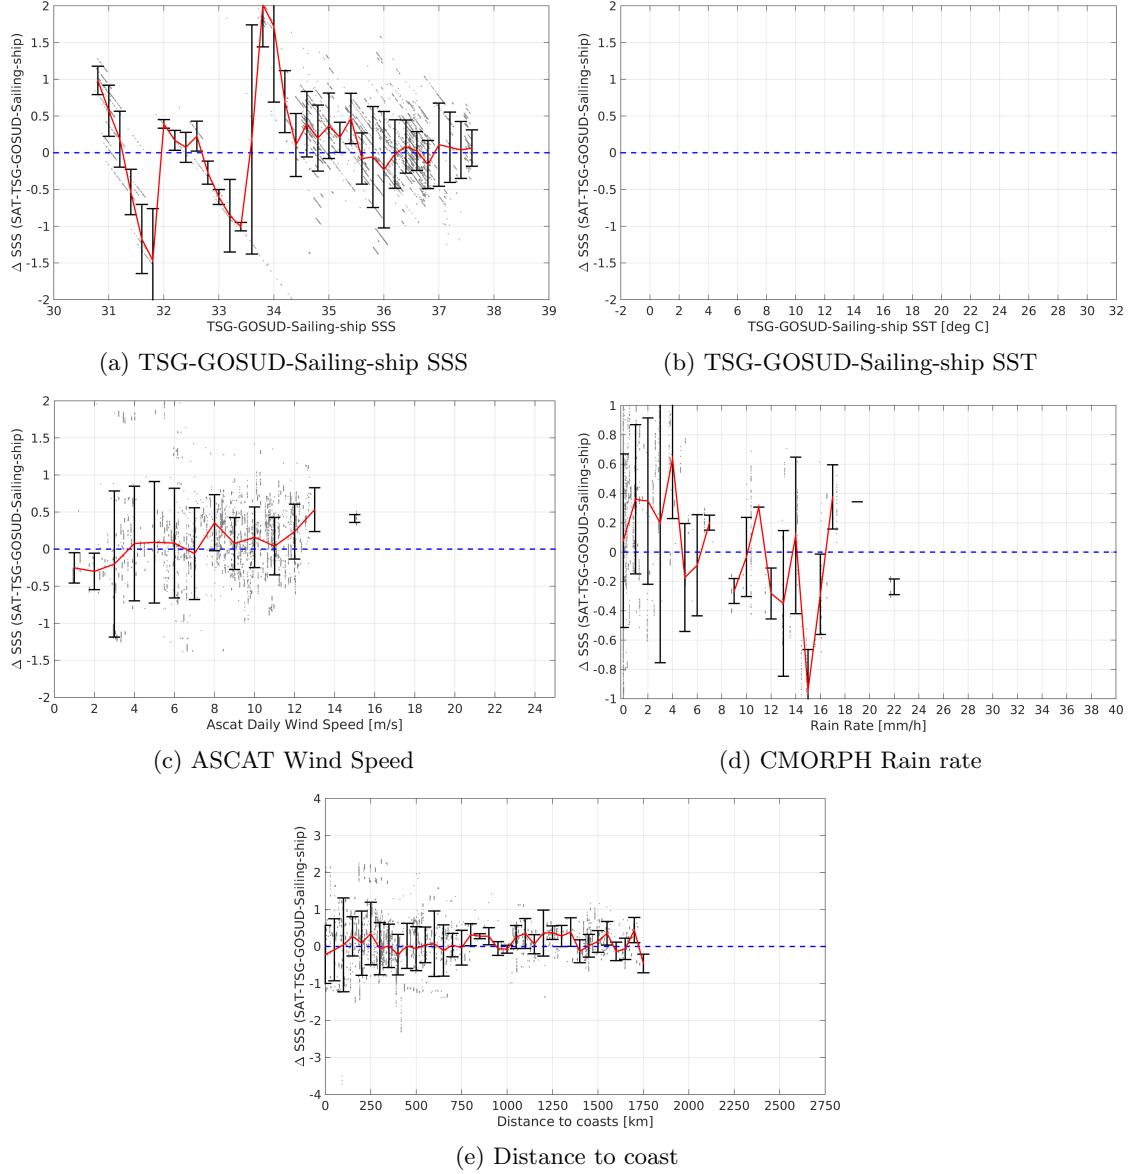 2
1.5
1
0.5
0
-0.5
-1
-1.5
-2
Δ SSS (SAT-TSG-GOSUD-Sailing-ship)
30 31 32 33 34 35 36 37 38 39
TSG-GOSUD-Sailing-ship SSS
(a) TSG-GOSUD-Sailing-ship SSS
2
1.5
1
0.5
0
-0.5
-1
-1.5
-2
Δ SSS (SAT-TSG-GOSUD-Sailing-ship)
-2 0 2 4 6 8 10 12 14 16 18 20 22 24 26 28 30 32
TSG-GOSUD-Sailing-ship SST [deg C]
(b) TSG-GOSUD-Sailing-ship SST
2
1.5
1
0.5
0
-0.5
-1
-1.5
-2
Δ SSS (SAT-TSG-GOSUD-Sailing-ship)
0 2 4 6 8 10 12 14 16 18 20 22 24
Ascat Daily Wind Speed [m/s]
(c) ASCAT Wind Speed
1
0.8
0.6
0.4
0.2
0
-0.2
-0.4
-0.6
-0.8
-1
Δ SSS (SAT-TSG-GOSUD-Sailing-ship)
0 2 4 6 8 10 12 14 16 18 20 22 24 26 28 30 32 34 36 38 40
Rain Rate [mm/h]
(d) CMORPH Rain rate
4
3
2
1
0
-1
-2
-3
-4
Δ SSS (SAT-TSG-GOSUD-Sailing-ship)
0 250 500 750 1000 1250 1500 1750 2000 2250 2500 2750
Distance to coasts [km]
(e) Distance to coast